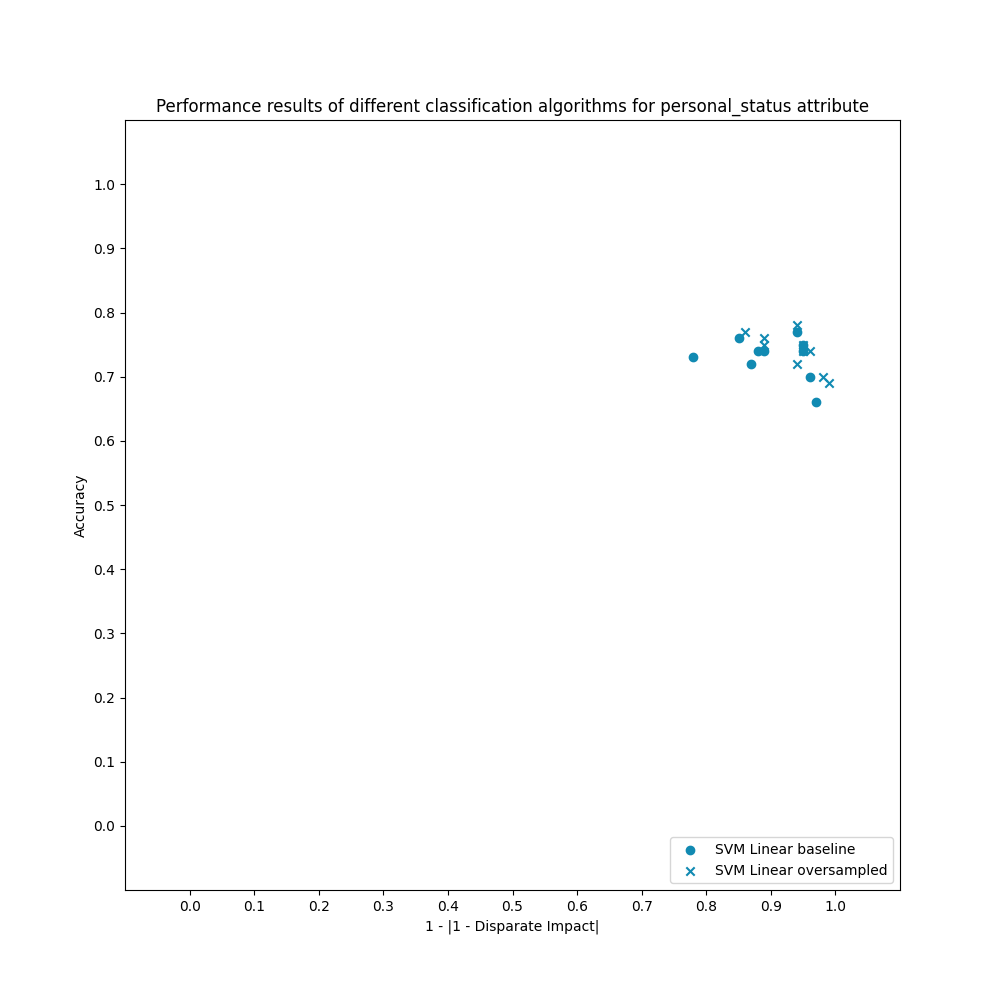 Performance results of different classification algorithms for personal_status attribute
1.0
0.9
0.8
0.7
0.6
0.5
0.4
0.3
0.2
0.1
0.0
Accuracy
SVM Linear baseline
SVM Linear oversampled
0.0 0.1 0.2 0.3 0.4 0.5 0.6 0.7 0.8 0.9 1.0
1 - |1 - Disparate Impact|